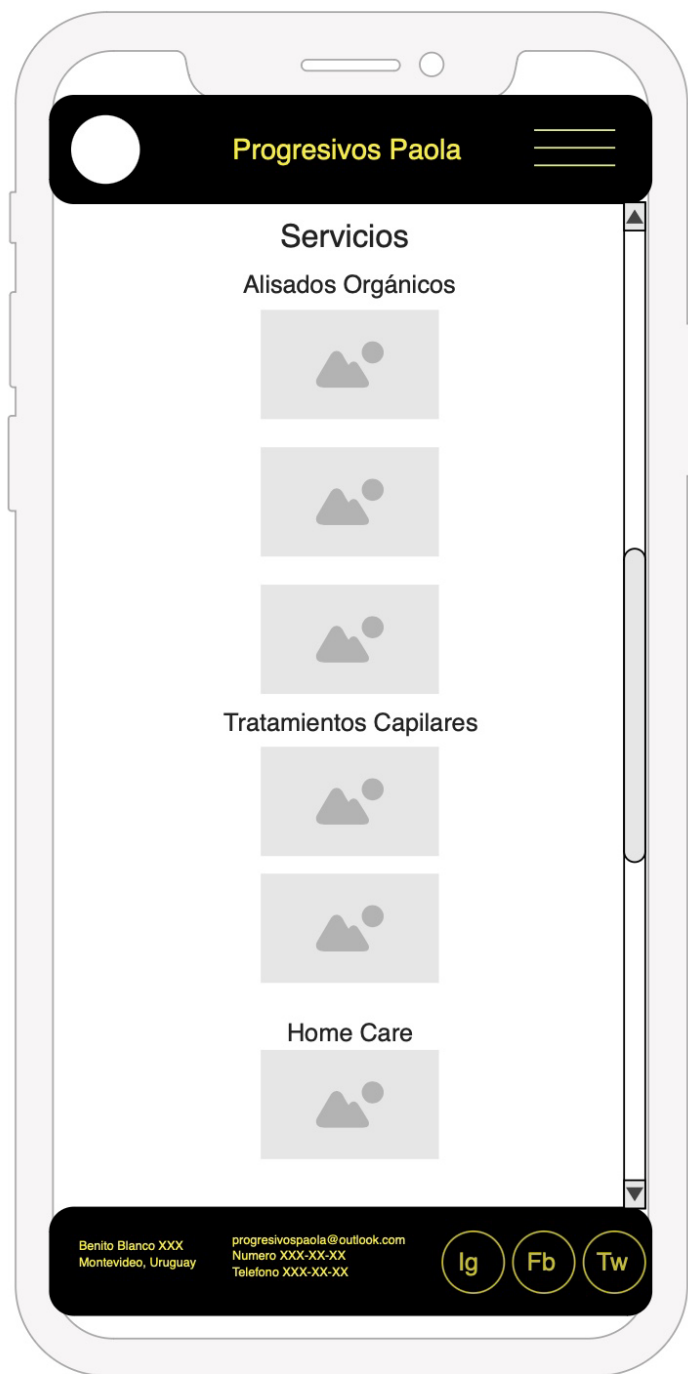 Progresivos Paola
Servicios
Alisados Orgánicos
Tratamientos Capilares
Home Care
Benito Blanco XXX
Montevideo, Uruguay
progresivospaola@outlook.com
Numero XXX-XX-XX
Telefono XXX-XX-XX
Ig
Fb
Tw